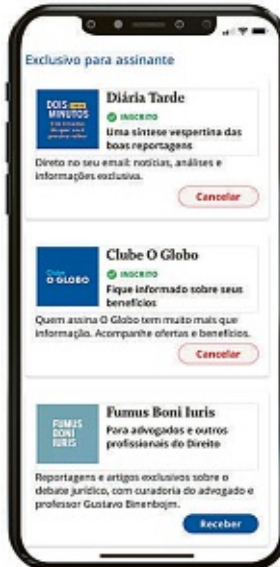 Exclusivo para assinante
DOIS
MINUTOS
Diária Tarde
INSCRITO
Uma síntese vespertina das
boas reportagens
Direto no seu email: notícias, análises e
informações exclusiva.
Cancelar
Clube
O GLOBO
Clube O Globo
INSCRITO
Fique informado sobre seus
benefícios
Quem assina O Globo tem muito mais que
informação. Acompanhe ofertas e benefícios.
Cancelar
FUMUS
BONI
IURIS
Fumus Boni Iuris
Para advogados e outros
profissionais do Direito
Reportagens e artigos exclusivos sobre o
debate jurídico, com curadoria do advogado e
professor Gustavo Binenbojm.
Receber